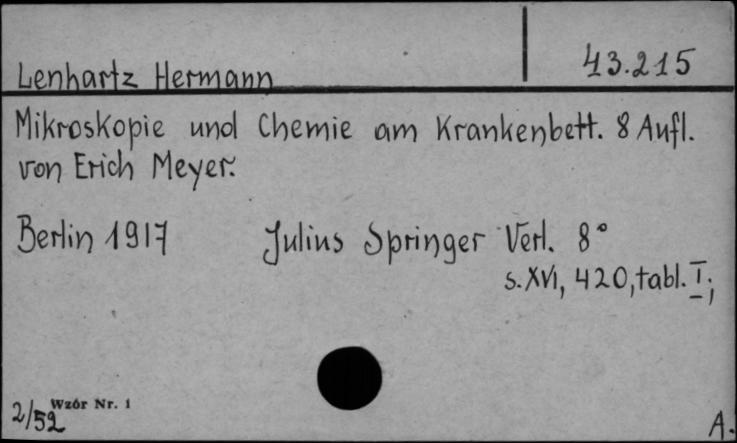 Lenhartz Hermann 43.215
Mikroskopie und Chemie am Krankenbett. 8 Aufl.
von Erich Meyer.
Berlin 1917 Julius Springer Verl. 8°
s. XVI, 420, tabl. I;
Wzór Nr. 1
2/52
A.